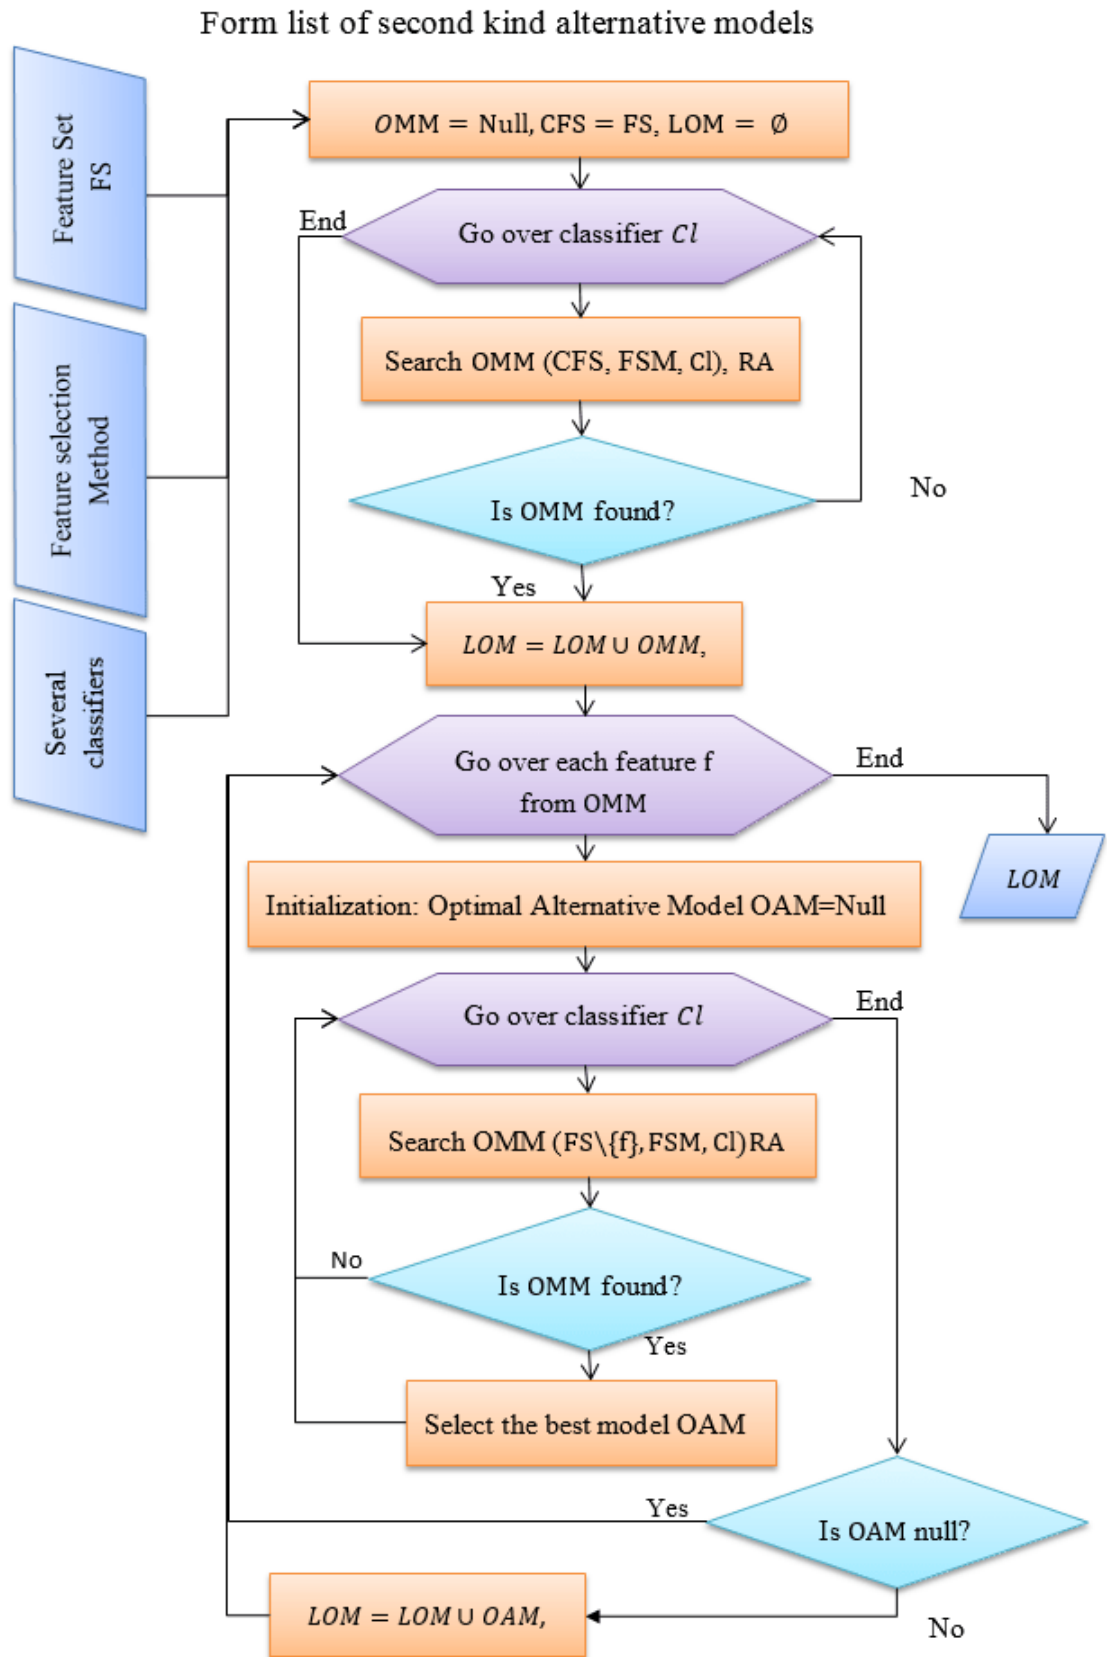 Form list of second kind alternative models
Feature Set
FS
Feature selection
Method
Several
classifiers
OMM = Null, CFS = FS, LOM = Ø
End
Go over classifier Cl
Search OMM (CFS, FSM, Cl), RA
Is OMM found?
No
Yes
LOM = LOM ∪ OMM,
Go over each feature f
from OMM
End
LOM
Initialization: Optimal Alternative Model OAM=Null
Go over classifier Cl
End
Search OMM (FS\{f}, FSM, Cl)RA
No
Is OMM found?
Yes
Select the best model OAM
Yes
Is OAM null?
LOM = LOM ∪ OAM,
No